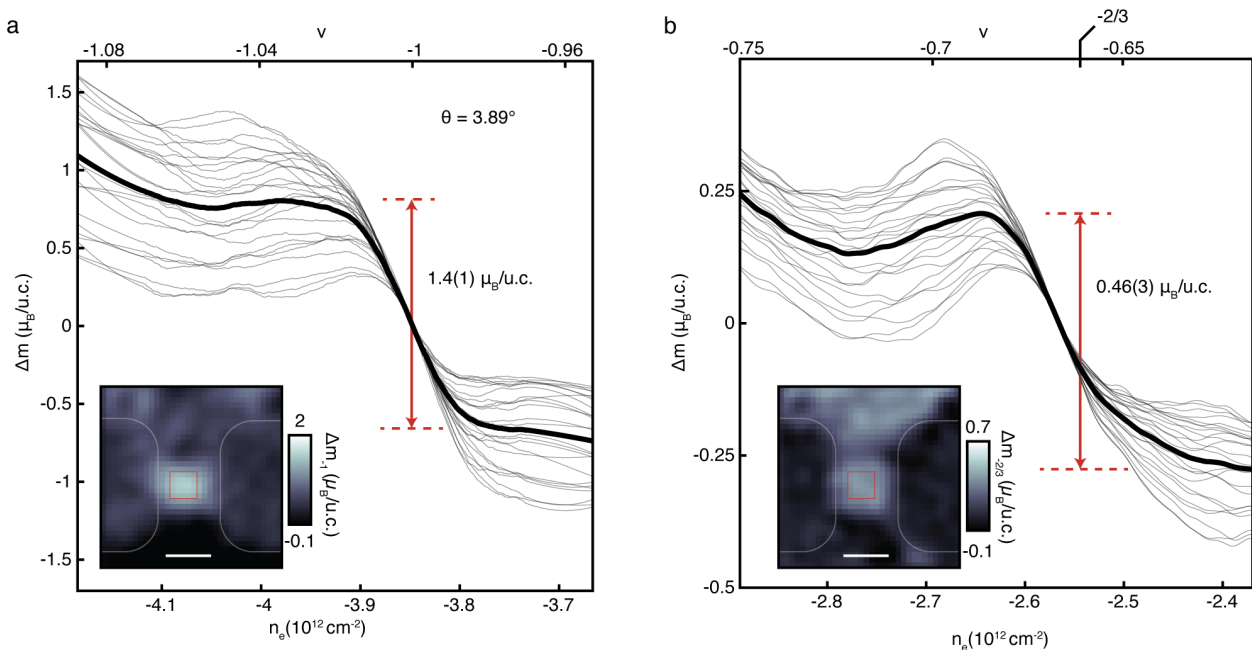 a
ν
-1.08 -1.04 -1 -0.96
1.5
1
0.5
0
-0.5
-1
-1.5
Δm (μB/u.c.)
θ = 3.89°
1.4(1) μB/u.c.
2
-0.1
Δm-1 (μB/u.c.)
-4.1 -4 -3.9 -3.8 -3.7
ne(10¹² cm⁻²)
b
-2/3
ν
-0.75 -0.7 -0.65
0.25
0
-0.25
-0.5
Δm (μB/u.c.)
0.46(3) μB/u.c.
0.7
-0.1
Δm-2/3 (μB/u.c.)
-2.8 -2.7 -2.6 -2.5 -2.4
ne(10¹² cm⁻²)